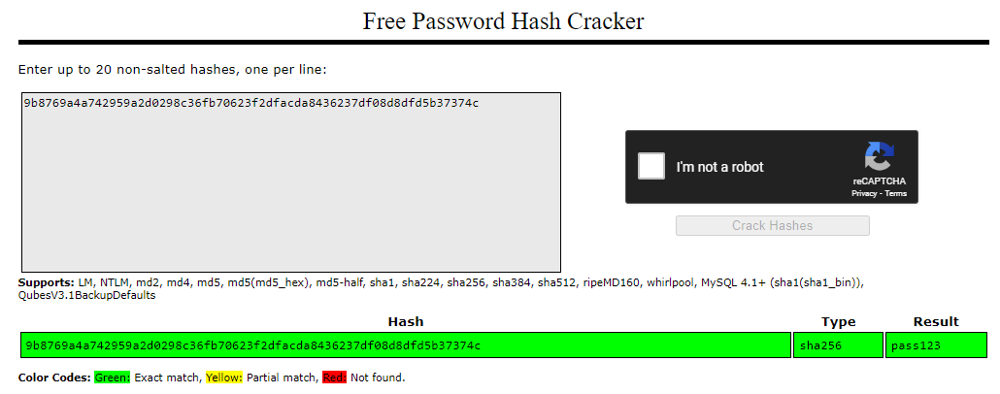 Free Password Hash Cracker
Enter up to 20 non-salted hashes, one per line:
9b8769a4a742959a2d0298c36fb70623f2dfacda8436237df08d8dfd5b37374c
I'm not a robot
reCAPTCHA
Privacy - Terms
Crack Hashes
Supports: LM, NTLM, md2, md4, md5, md5(md5_hex), md5-half, sha1, sha224, sha256, sha384, sha512, ripeMD160, whirlpool, MySQL 4.1+ (sha1(sha1_bin)),
QubesV3.1BackupDefaults
Hash Type Result
9b8769a4a742959a2d0298c36fb70623f2dfacda8436237df08d8dfd5b37374c sha256 pass123
Color Codes: Green: Exact match, Yellow: Partial match, Red: Not found.